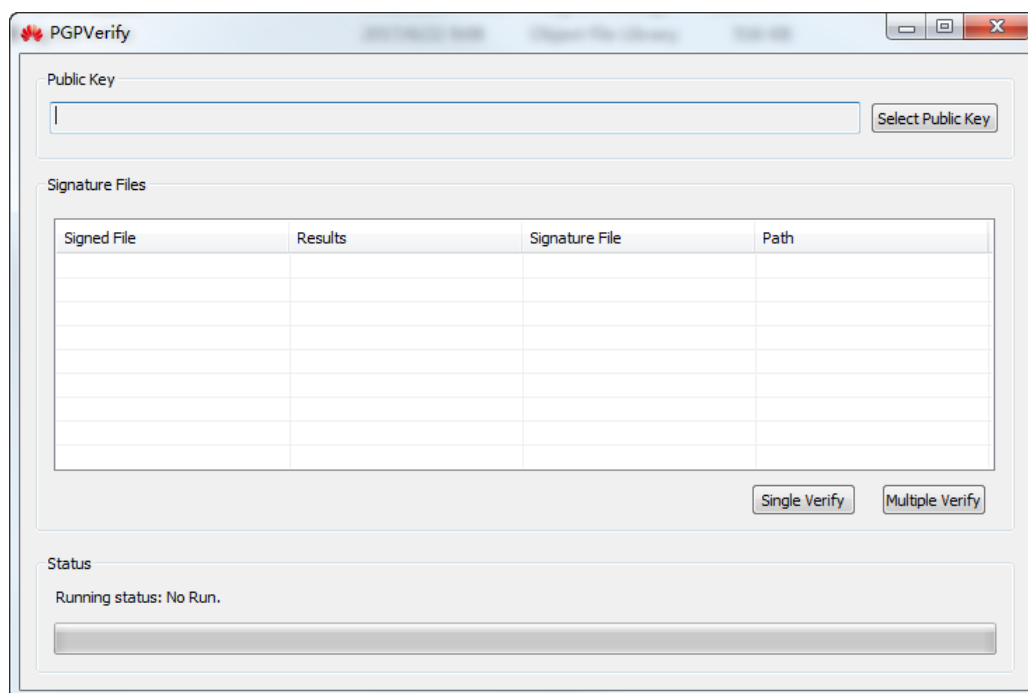 PGPVerify
Public Key
Select Public Key
Signature Files
Signed File Results Signature File Path
Single Verify Multiple Verify
Status
Running status: No Run.